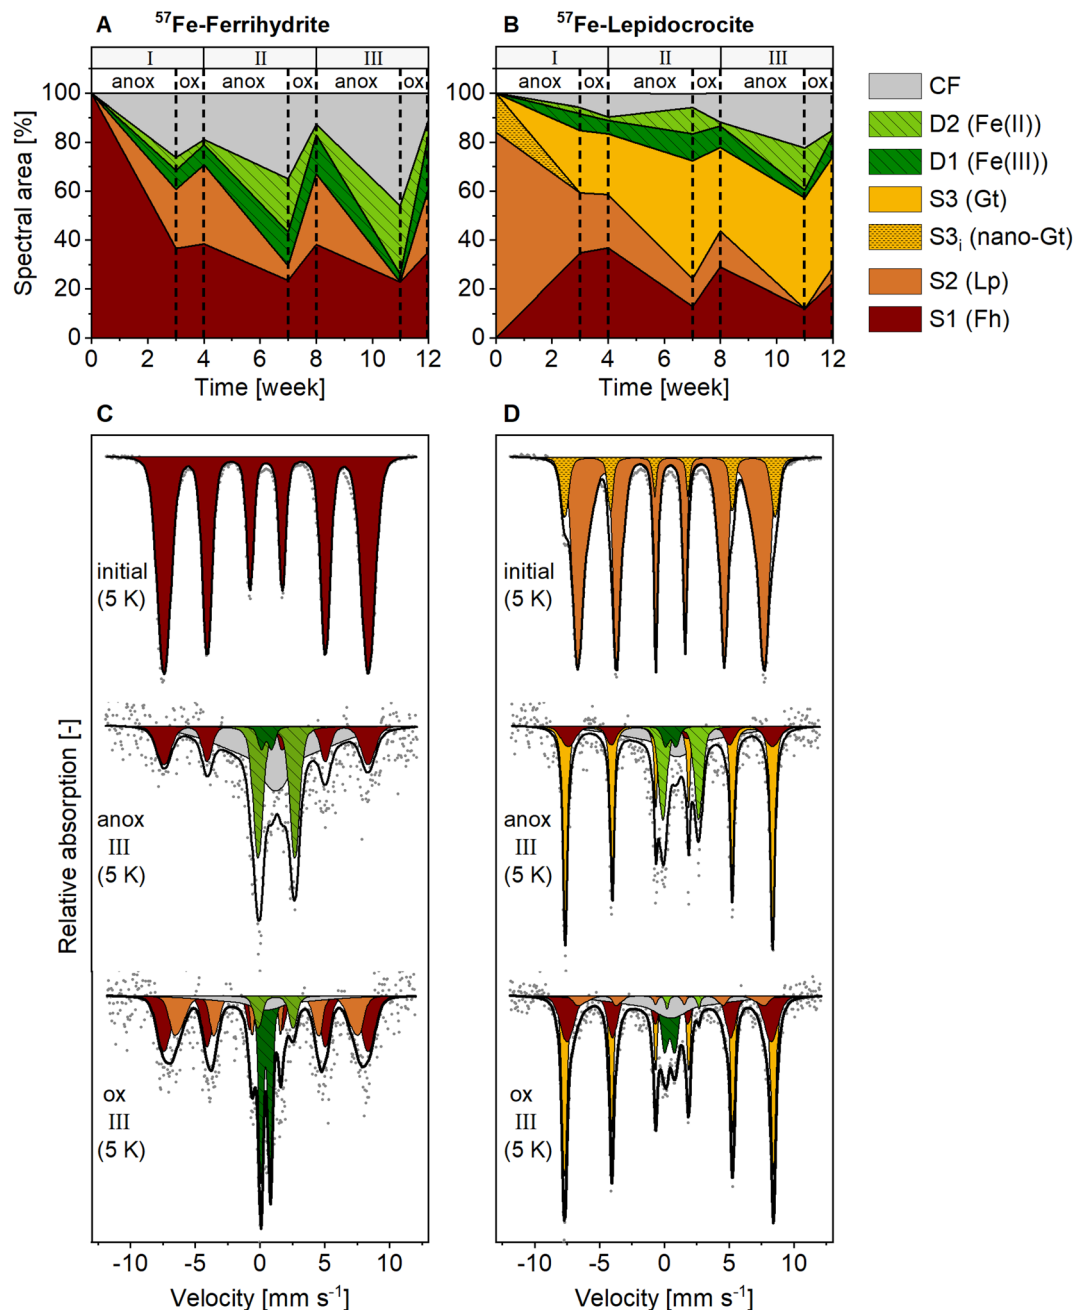 A ⁵⁷Fe-Ferrihydrite
B ⁵⁷Fe-Lepidocrocite
I II III
I II III
anox ox anox ox anox ox
anox ox anox ox anox ox
100
80
60
40
20
0
Spectral area [%]
0 2 4 6 8 10 12
Time [week]
100
80
60
40
20
0
0 2 4 6 8 10 12
Time [week]
CF
D2 (Fe(II))
D1 (Fe(III))
S3 (Gt)
S3ᵢ (nano-Gt)
S2 (Lp)
S1 (Fh)
C
D
Relative absorption [-]
initial
(5 K)
anox
III
(5 K)
ox
III
(5 K)
initial
(5 K)
anox
III
(5 K)
ox
III
(5 K)
-10 -5 0 5 10
Velocity [mm s⁻¹]
-10 -5 0 5 10
Velocity [mm s⁻¹]